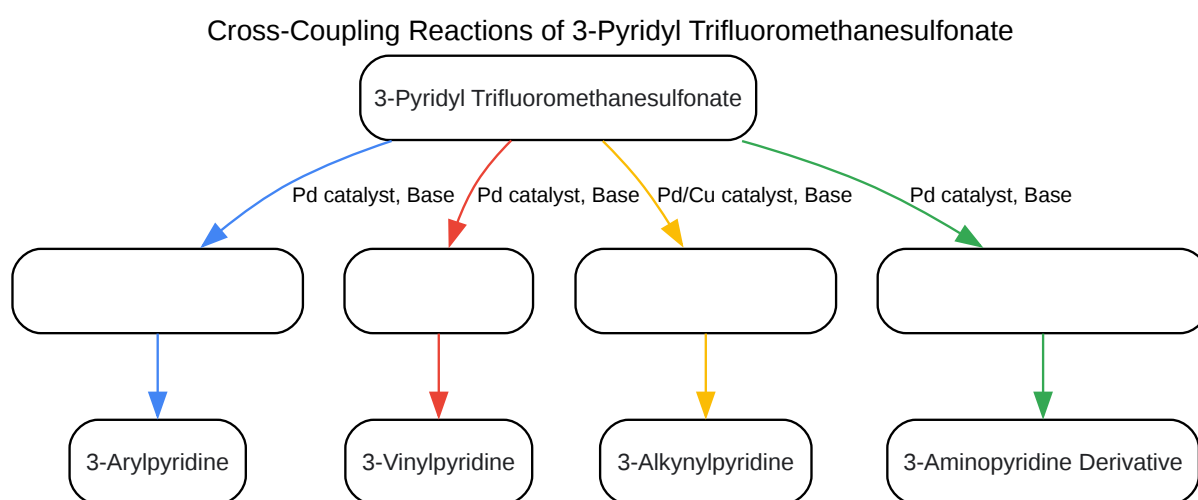 Cross-Coupling Reactions of 3-Pyridyl Trifluoromethanesulfonate
3-Pyridyl Trifluoromethanesulfonate
Pd catalyst, Base
Pd catalyst, Base
Pd/Cu catalyst, Base
Pd catalyst, Base
3-Arylpyridine
3-Vinylpyridine
3-Alkynylpyridine
3-Aminopyridine Derivative